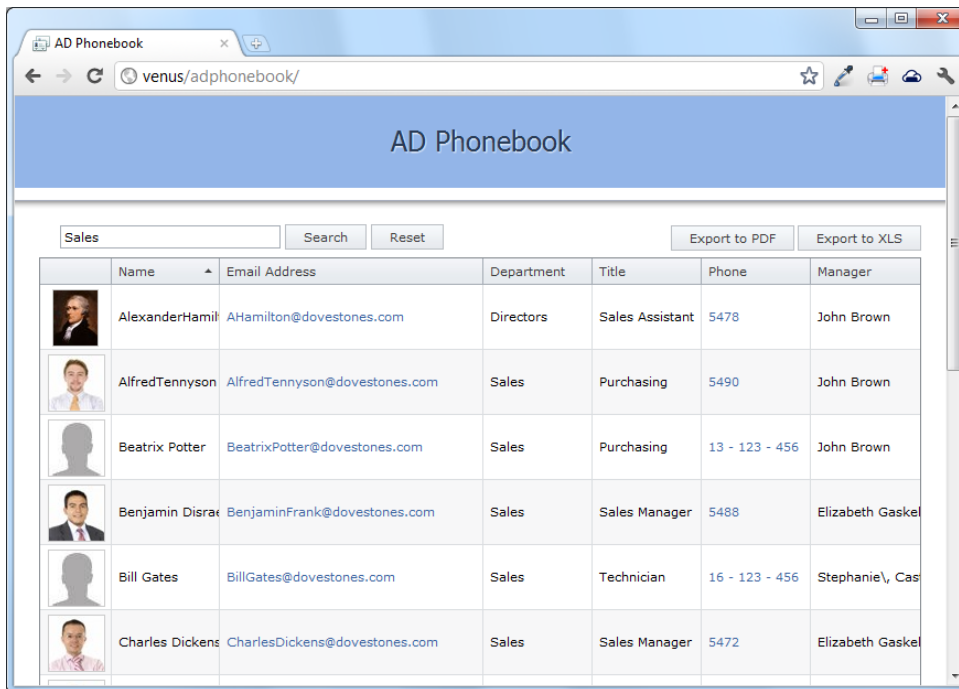 AD Phonebook
venus/adphonebook/
AD Phonebook
Sales Search Reset Export to PDF Export to XLS
Name Email Address Department Title Phone Manager
AlexanderHamil AHamilton@dovestones.com Directors Sales Assistant 5478 John Brown
AlfredTennyson AlfredTennyson@dovestones.com Sales Purchasing 5490 John Brown
Beatrix Potter BeatrixPotter@dovestones.com Sales Purchasing 13 - 123 - 456 John Brown
Benjamin Disrae BenjaminFrank@dovestones.com Sales Sales Manager 5488 Elizabeth Gaskel
Bill Gates BillGates@dovestones.com Sales Technician 16 - 123 - 456 Stephanie\, Cas
Charles Dickens CharlesDickens@dovestones.com Sales Sales Manager 5472 Elizabeth Gaskel